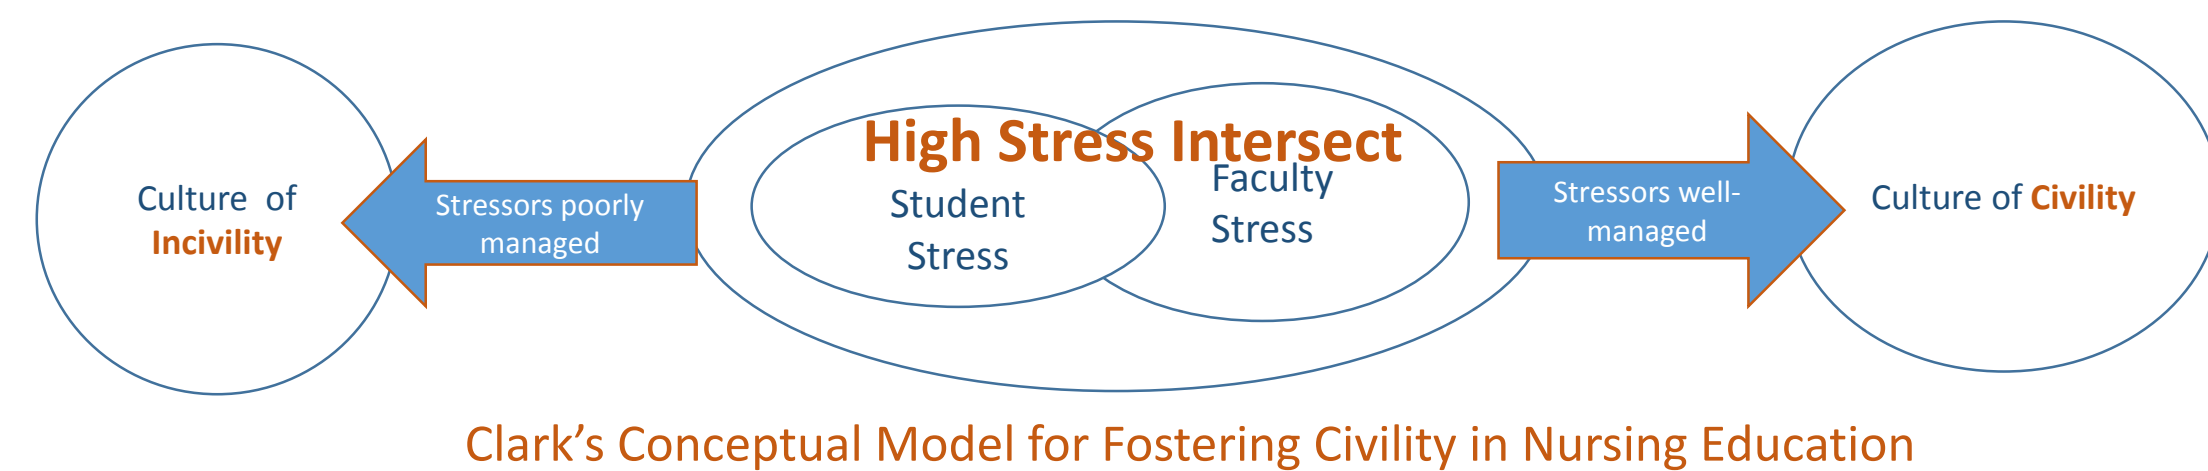 Culture of
Incivility
Stressors poorly
managed
High Stress Intersect
Student
Stress
Faculty
Stress
Stressors well-
managed
Culture of Civility
Clark’s Conceptual Model for Fostering Civility in Nursing Education